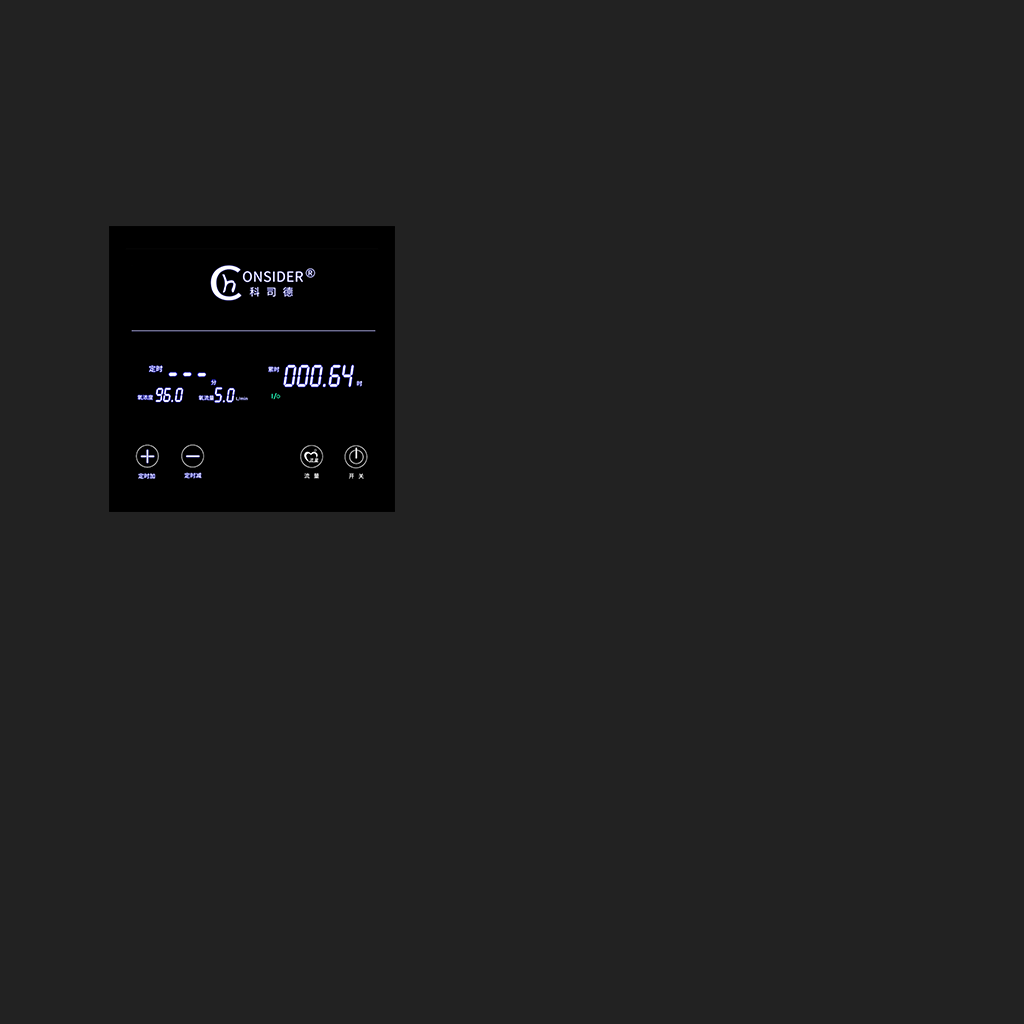 CONSIDER®
科司德
定时 --- 分
累时 000.64 时
氧浓度 96.0 氧流量 5.0 L/min
I/O
定时加 定时减 流量 开关